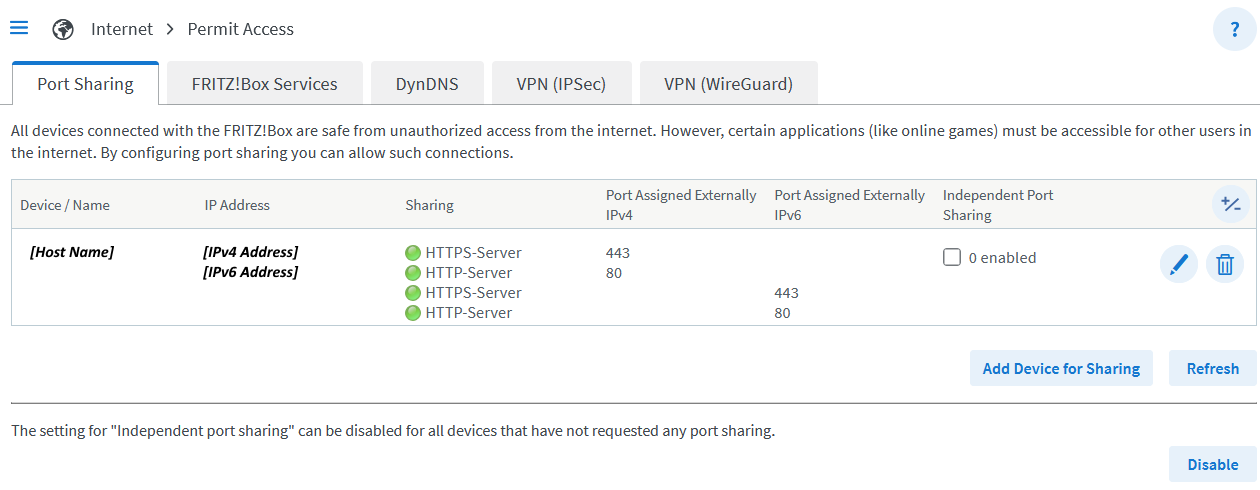 Internet > Permit Access
?
Port Sharing FRITZ!Box Services DynDNS VPN (IPSec) VPN (WireGuard)
All devices connected with the FRITZ!Box are safe from unauthorized access from the internet. However, certain applications (like online games) must be accessible for other users in
the internet. By configuring port sharing you can allow such connections.
Device / Name IP Address Sharing Port Assigned Externally IPv4 Port Assigned Externally IPv6 Independent Port Sharing +/-
[Host Name] [IPv4 Address] HTTPS-Server 443 0 enabled
[IPv6 Address] HTTP-Server 80
HTTPS-Server 443
HTTP-Server 80
Add Device for Sharing Refresh
The setting for "Independent port sharing" can be disabled for all devices that have not requested any port sharing.
Disable